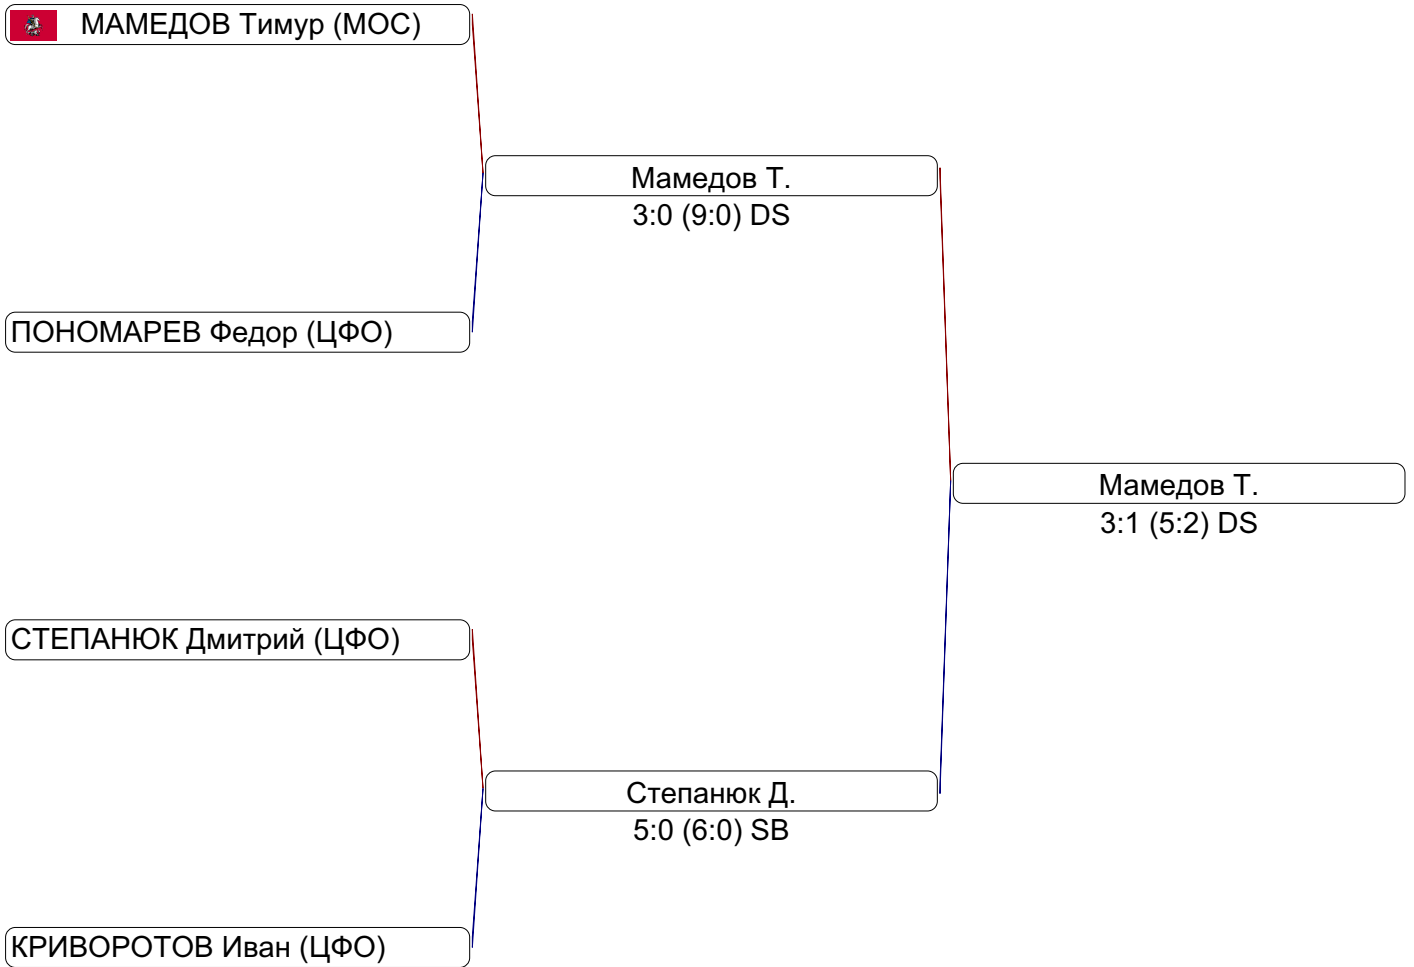 МАМЕДОВ Тимур (МОС)
Мамедов Т.
3:0 (9:0) DS
ПОНОМАРЕВ Федор (ЦФО)
Мамедов Т.
3:1 (5:2) DS
СТЕПАНЮК Дмитрий (ЦФО)
Степанюк Д.
5:0 (6:0) SB
КРИВОРОТОВ Иван (ЦФО)